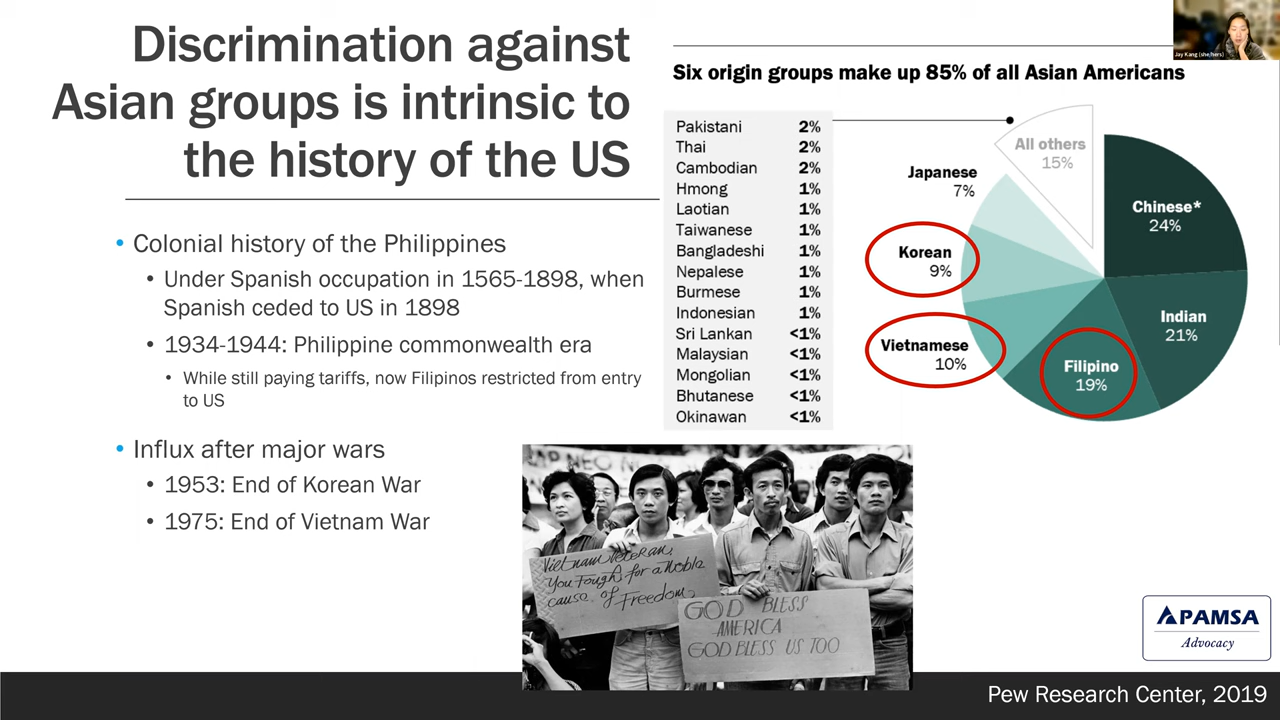 Discrimination against
Asian groups is intrinsic to
the history of the US
• Colonial history of the Philippines
• Under Spanish occupation in 1565-1898, when
Spanish ceded to US in 1898
• 1934-1944: Philippine commonwealth era
• While still paying tariffs, now Filipinos restricted from entry
to US
• Influx after major wars
• 1953: End of Korean War
• 1975: End of Vietnam War
Jay Kang (she/hers)
Six origin groups make up 85% of all Asian Americans
Pakistani 2%
Thai 2%
Cambodian 2%
Hmong 1%
Laotian 1%
Taiwanese 1%
Bangladeshi 1%
Nepalese 1%
Burmese 1%
Indonesian 1%
Sri Lankan <1%
Malaysian <1%
Mongolian <1%
Bhutanese <1%
Okinawan <1%
All others
15%
Japanese
7%
Korean
9%
Vietnamese
10%
Filipino
19%
Indian
21%
Chinese*
24%
Vietnam Veteran,
You Fough for a Noble
cause of Freedom
GOD BLESS
AMERICA
GOD BLESS US TOO
APAMSA
Advocacy
Pew Research Center, 2019